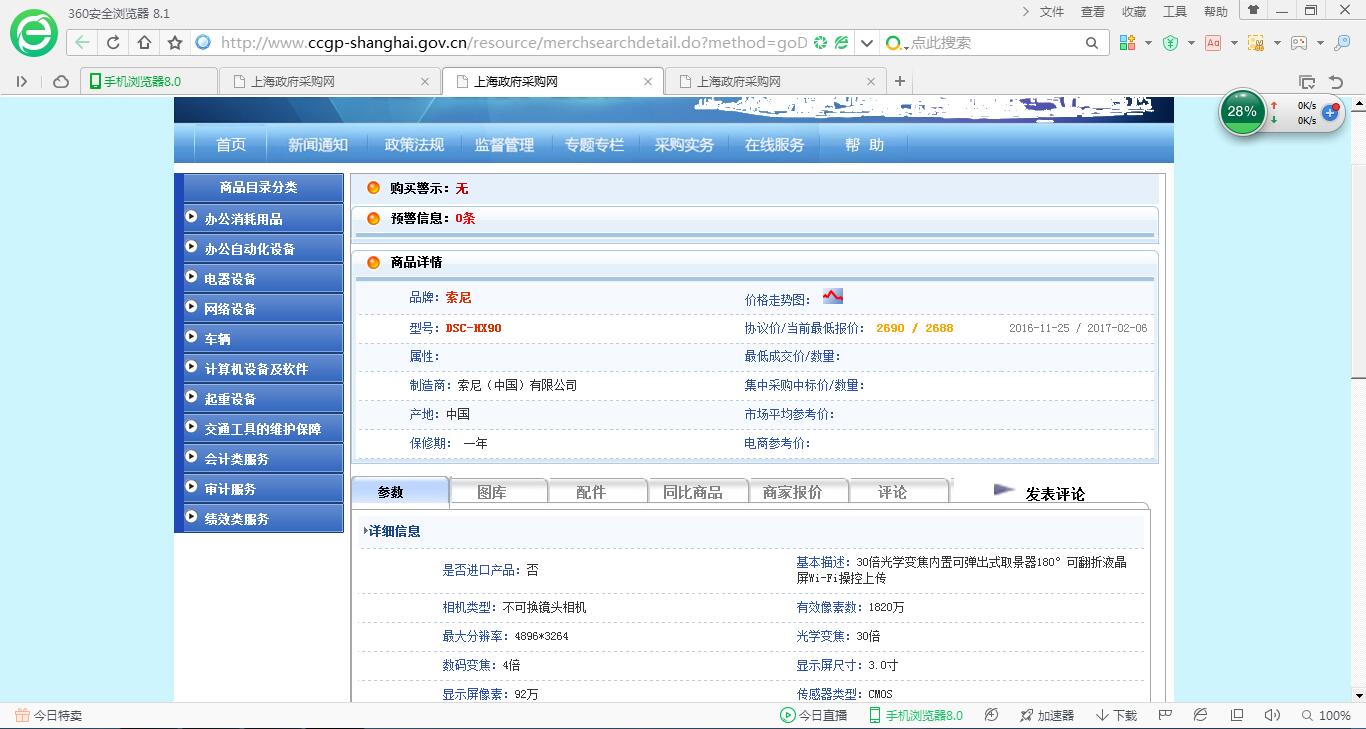 360安全浏览器 8.1
文件 查看 收藏 工具 帮助
http://www.ccgp-shanghai.gov.cn/resource/merchsearchdetail.do?method=goD
点此搜索
手机浏览器8.0 上海政府采购网 上海政府采购网 上海政府采购网
28% 0K/s
0K/s
首页 新闻通知 政策法规 监督管理 专题专栏 采购实务 在线服务 帮 助
商品目录分类
办公消耗用品
办公自动化设备
电器设备
网络设备
车辆
计算机设备及软件
起重设备
交通工具的维护保障
会计类服务
审计服务
绩效类服务
购买警示：无
预警信息：0条
商品详情
品牌：索尼 价格走势图：
型号：DSC-HX90 协议价/当前最低报价： 2690 / 2688 2016-11-25 / 2017-02-06
属性： 最低成交价/数量：
制造商：索尼（中国）有限公司 集中采购中标价/数量：
产地：中国 市场平均参考价：
保修期： 一年 电商参考价：
参数 图库 配件 同比商品 商家报价 评论 发表评论
详细信息
是否进口产品：否 基本描述：30倍光学变焦内置可弹出式取景器180°可翻折液晶
屏Wi-Fi操控上传
相机类型：不可换镜头相机 有效像素数：1820万
最大分辨率：4896*3264 光学变焦：30倍
数码变焦：4倍 显示屏尺寸：3.0寸
显示屏像素：92万 传感器类型：CMOS
今日特卖 今日直播 手机浏览器8.0 加速器 下载 100%